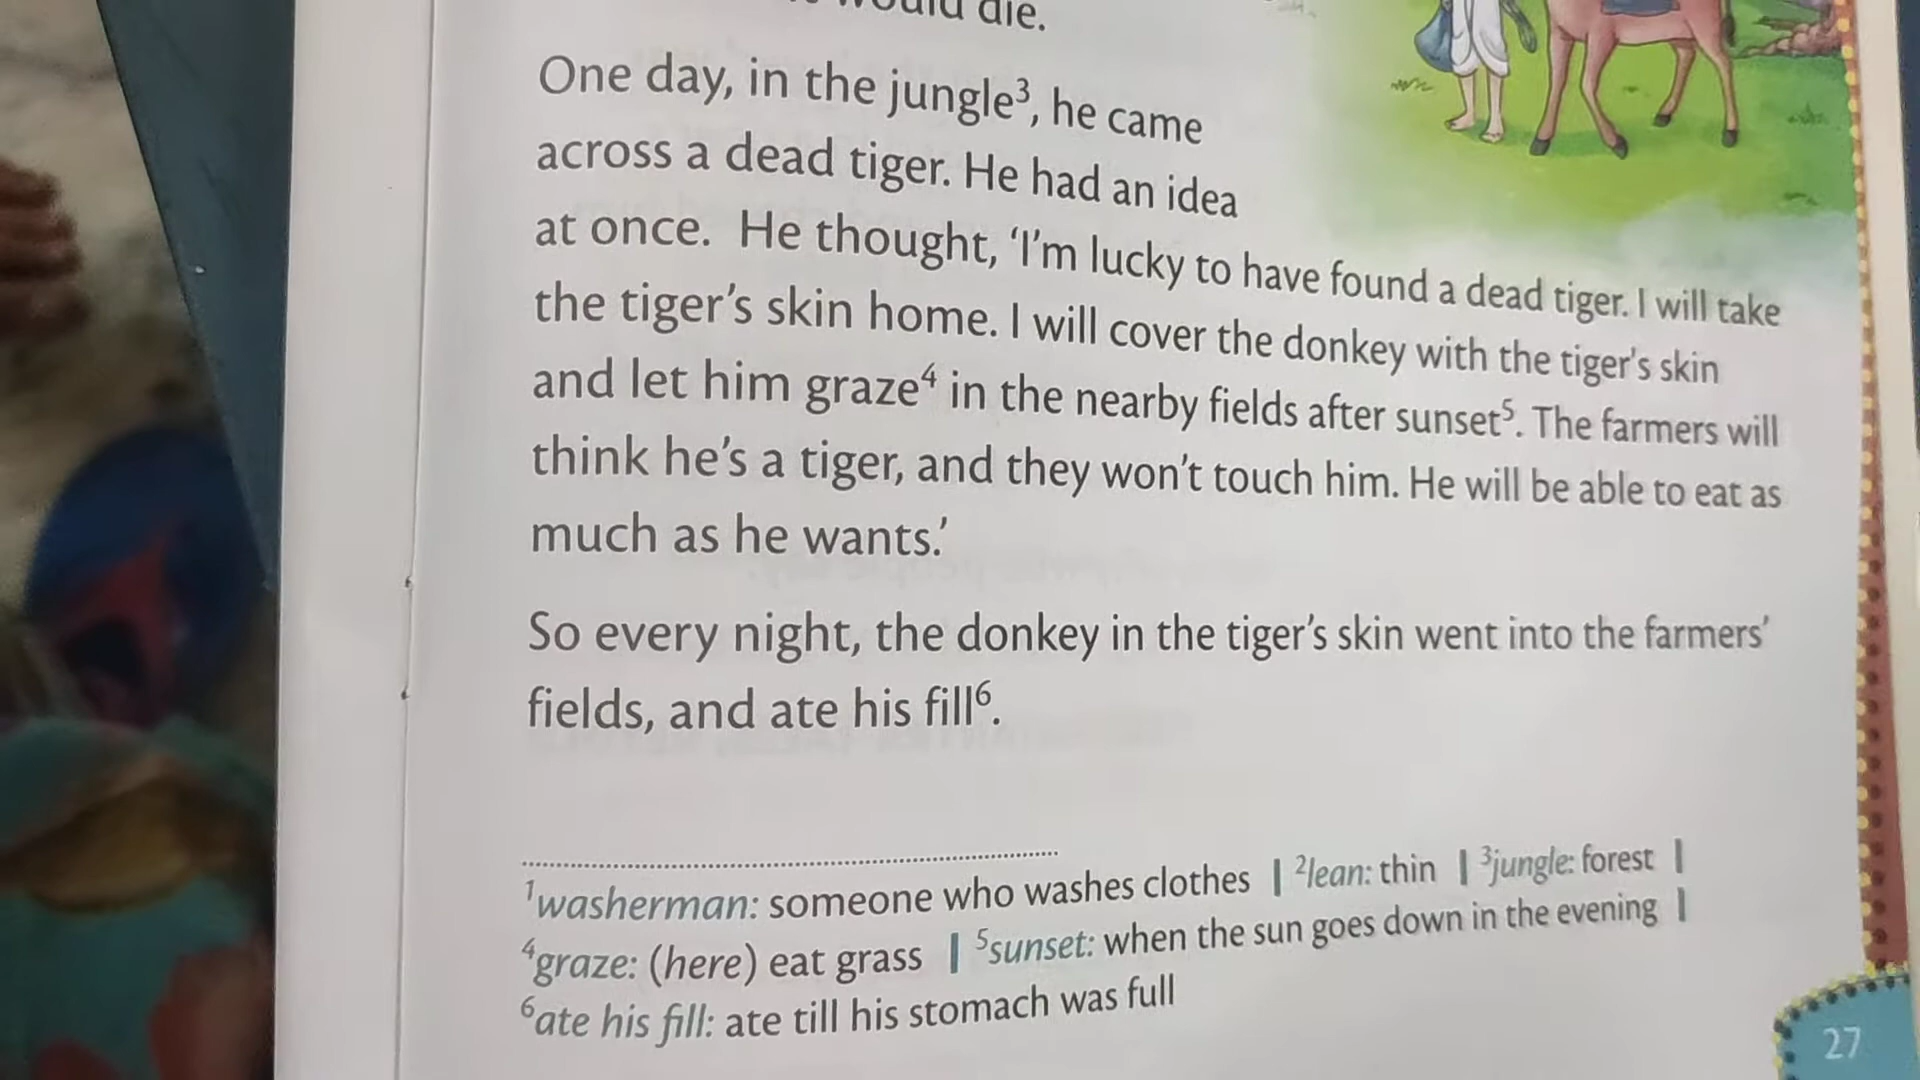 would die.
One day, in the jungle³, he came
across a dead tiger. He had an idea
at once. He thought, ‘I’m lucky to have found a dead tiger. I will take
the tiger’s skin home. I will cover the donkey with the tiger’s skin
and let him graze⁴ in the nearby fields after sunset⁵. The farmers will
think he’s a tiger, and they won’t touch him. He will be able to eat as
much as he wants.’
So every night, the donkey in the tiger’s skin went into the farmers’
fields, and ate his fill⁶.
¹washerman: someone who washes clothes | ²lean: thin | ³jungle: forest |
⁴graze: (here) eat grass | ⁵sunset: when the sun goes down in the evening |
⁶ate his fill: ate till his stomach was full
27